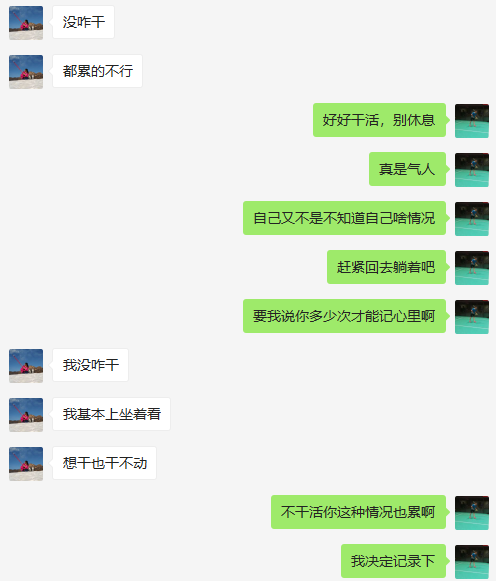 没咋干
都累的不行
好好干活，别休息
真是气人
自己又不是不知道自己啥情况
赶紧回去躺着吧
要我说你多少次才能记心里啊
我没咋干
我基本上坐着看
想干也干不动
不干活你这种情况也累啊
我决定记录下